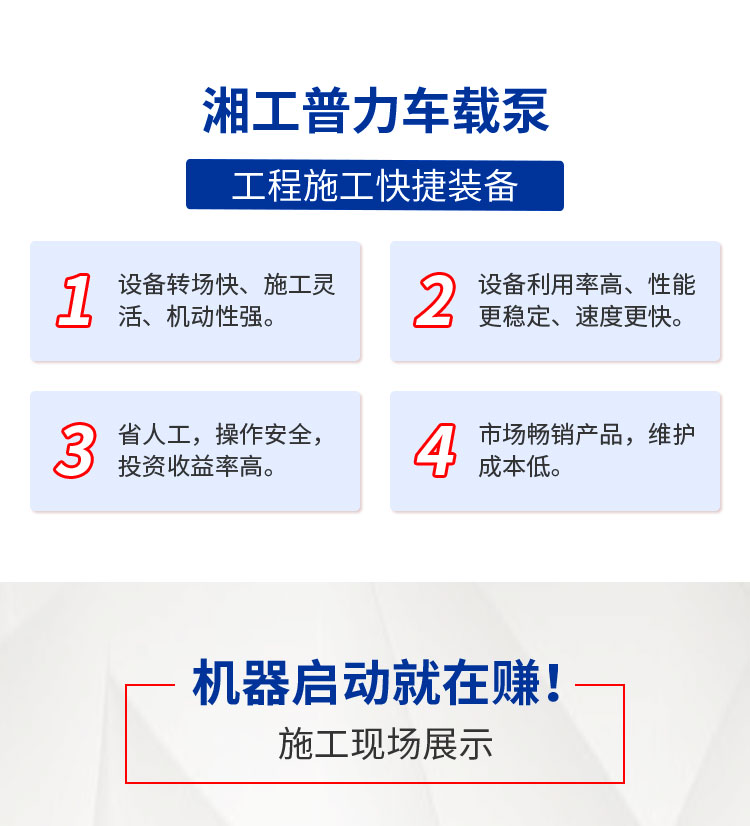 湘工普力车载泵
工程施工快捷装备
1
设备转场快、施工灵
活、机动性强。
2
设备利用率高、性能
更稳定、速度更快。
3
省人工，操作安全，
投资收益率高。
4
市场畅销产品，维护
成本低。
机器启动就在赚！
施工现场展示